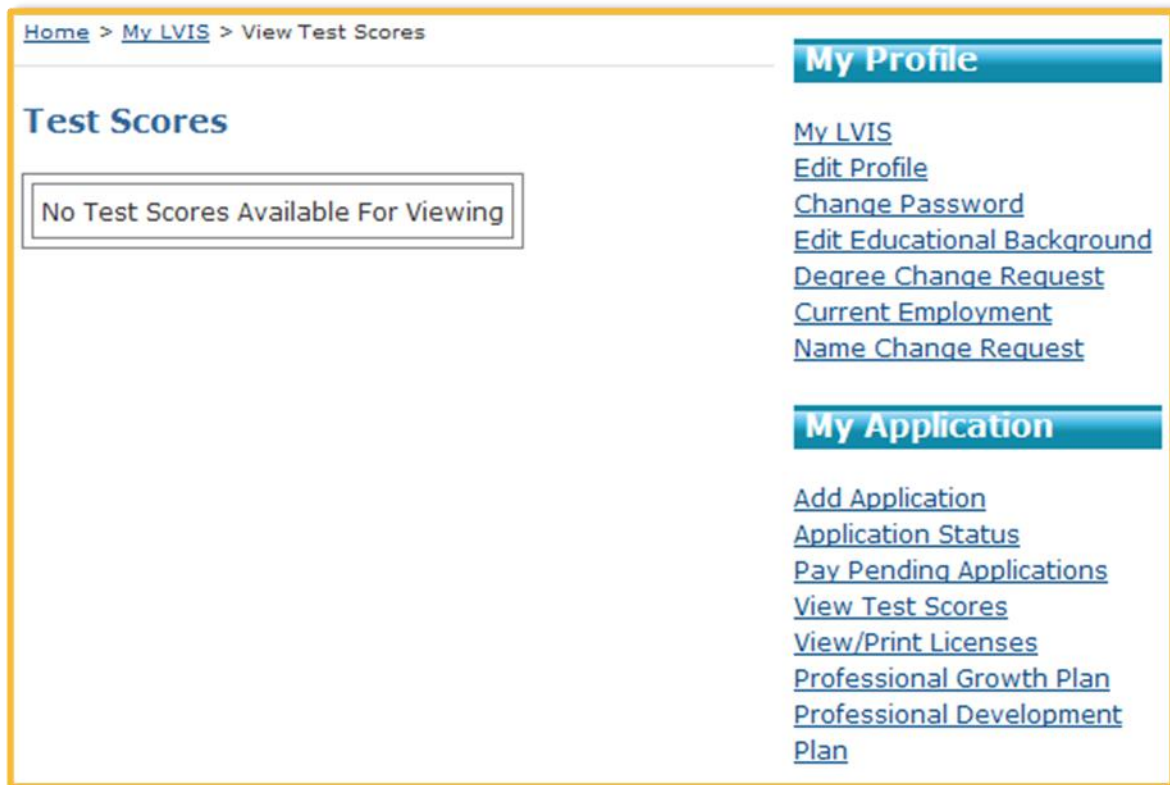 Home > My LVIS > View Test Scores
Test Scores
No Test Scores Available For Viewing
My Profile
My LVIS
Edit Profile
Change Password
Edit Educational Background
Degree Change Request
Current Employment
Name Change Request
My Application
Add Application
Application Status
Pay Pending Applications
View Test Scores
View/Print Licenses
Professional Growth Plan
Professional Development
Plan